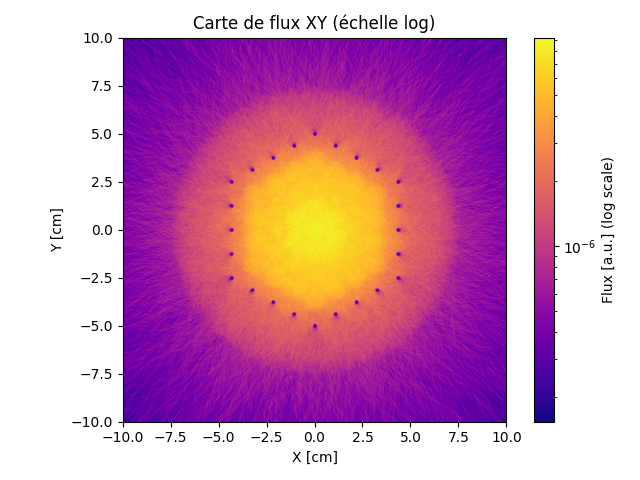 Carte de flux XY (échelle log)
10.0
7.5
5.0
2.5
0.0
−2.5
−5.0
−7.5
−10.0
Y [cm]
−10.0 −7.5 −5.0 −2.5 0.0 2.5 5.0 7.5 10.0
X [cm]
10⁻⁶
Flux [a.u.] (log scale)